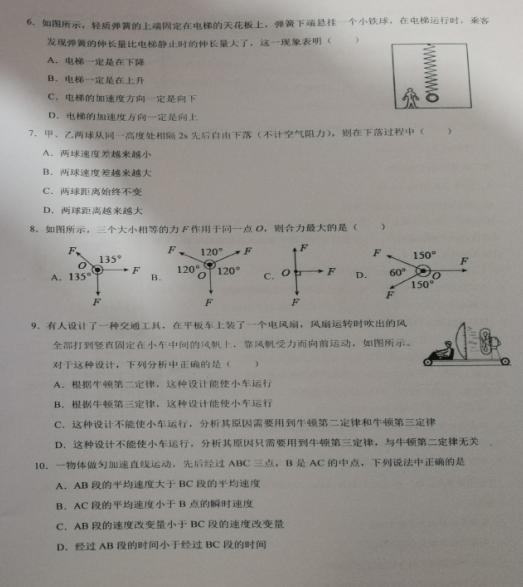 6、如图所示，轻质弹簧的上端固定在电梯的天花板上，弹簧下端悬挂一个小铁球，在电梯运行时，乘客
发现弹簧的伸长量比电梯静止时的伸长量大了，这一现象表明（ ）
A、电梯一定是在下降
B、电梯一定是在上升
C、电梯的加速度方向一定是向下
D、电梯的加速度方向一定是向上
7、甲、乙两球从同一高度处相隔 2s 先后自由下落（不计空气阻力），则在下落过程中（ ）
A、两球速度差越来越小
B、两球速度差越来越大
C、两球距离始终不变
D、两球距离越来越大
8、如图所示，三个大小相等的力 F 作用于同一点 O，则合力最大的是（ ）
A. F 135° O F 135° F
B. F 120° F 120° O 120° F
C. F O F
D. F 150° F 60° O 150° F
9、有人设计了一种交通工具，在平板车上装了一个电风扇，风扇运转时吹出的风
全部打到竖直固定在小车中间的风帆上，靠风帆受力而向前运动，如图所示。
对于这种设计，下列分析中正确的是（ ）
A．根据牛顿第二定律，这种设计能使小车运行
B．根据牛顿第三定律，这种设计能使小车运行
C．这种设计不能使小车运行，分析其原因需要用到牛顿第二定律和牛顿第三定律
D．这种设计不能使小车运行，分析其原因只需要用到牛顿第三定律，与牛顿第二定律无关
10、一物体做匀加速直线运动，先后经过 ABC 三点，B 是 AC 的中点，下列说法中正确的是
A．AB 段的平均速度大于 BC 段的平均速度
B．AC 段的平均速度小于 B 点的瞬时速度
C．AB 段的速度改变量小于 BC 段的速度改变量
D．经过 AB 段的时间小于经过 BC 段的时间